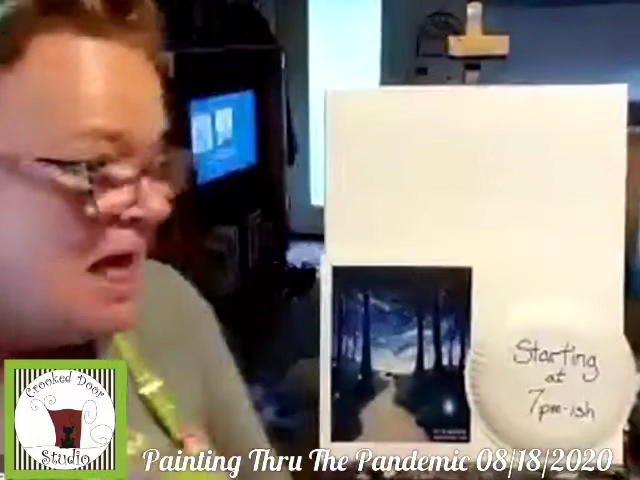 Starting
at
7pm-ish
Crooked Door
Studio
Painting Thru The Pandemic 08/18/2020